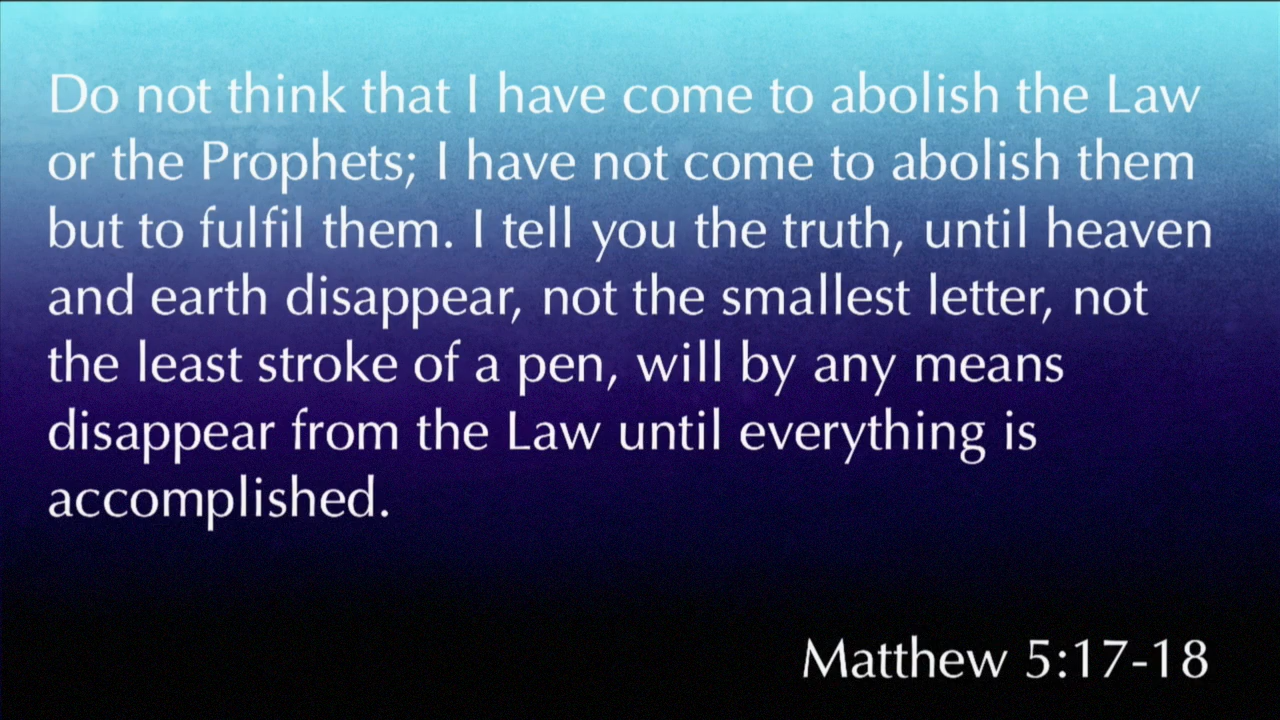 Do not think that I have come to abolish the Law
or the Prophets; I have not come to abolish them
but to fulfil them. I tell you the truth, until heaven
and earth disappear, not the smallest letter, not
the least stroke of a pen, will by any means
disappear from the Law until everything is
accomplished.
Matthew 5:17-18